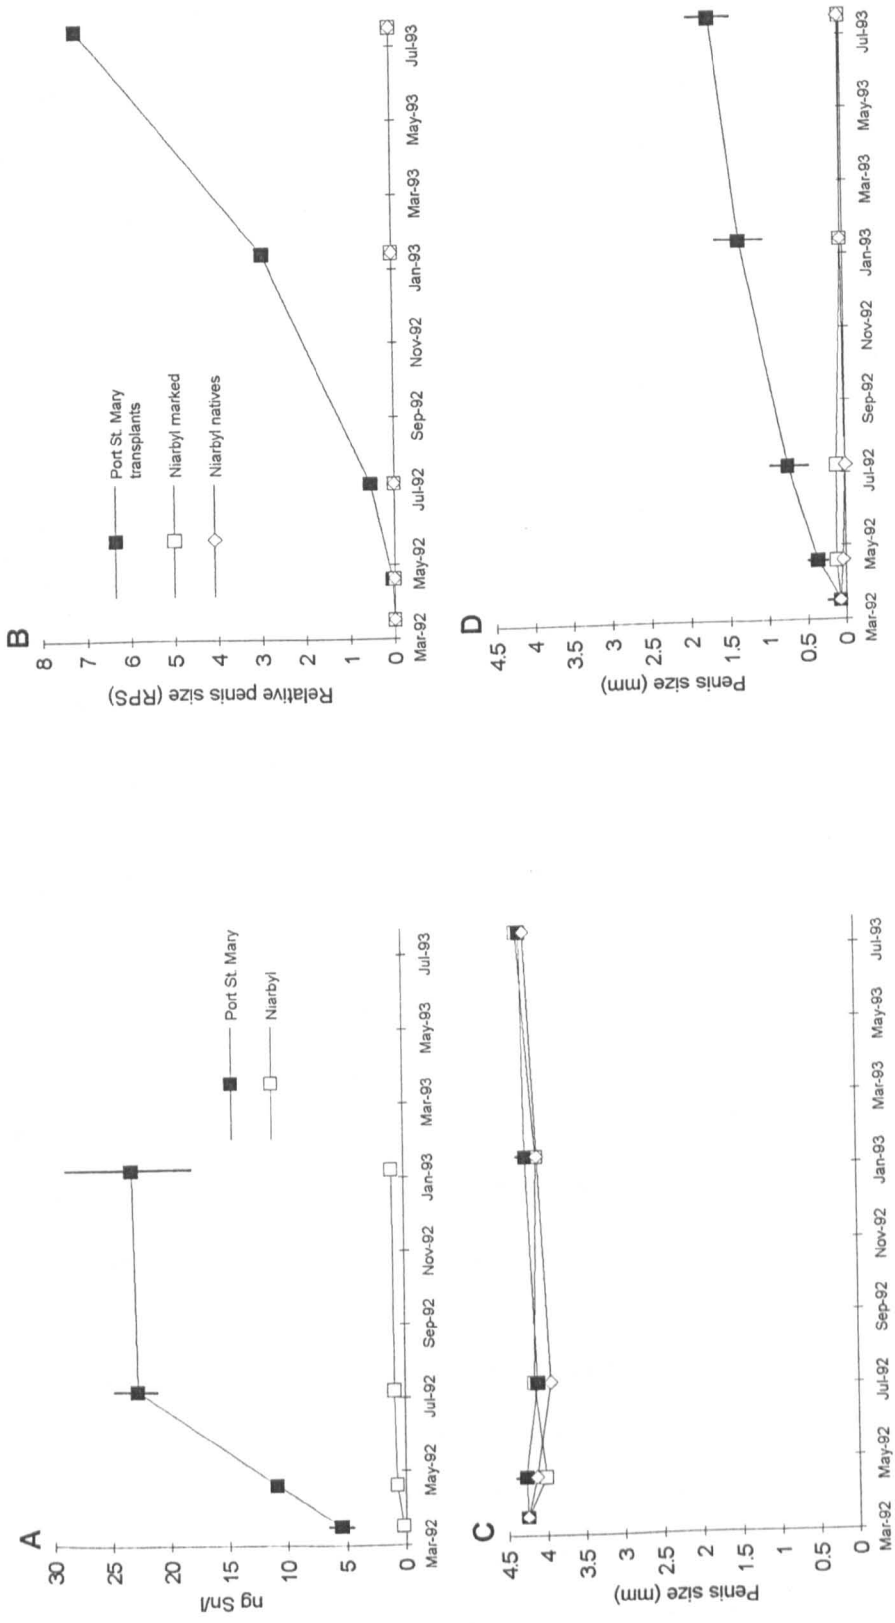 A
30
25
20
15
10
5
0
ng Sn/l
Port St. Mary
Niarbyl
Mar-92
May-92
Jul-92
Sep-92
Nov-92
Jan-93
Mar-93
May-93
Jul-93
B
8
7
6
5
4
3
2
1
0
Relative penis size (RPS)
Port St. Mary
transplants
Niarbyl marked
Niarbyl natives
Mar-92
May-92
Jul-92
Sep-92
Nov-92
Jan-93
Mar-93
May-93
Jul-93
C
4.5
4
3.5
3
2.5
2
1.5
1
0.5
0
Penis size (mm)
Mar-92
May-92
Jul-92
Sep-92
Nov-92
Jan-93
Mar-93
May-93
Jul-93
D
4.5
4
3.5
3
2.5
2
1.5
1
0.5
0
Penis size (mm)
Mar-92
May-92
Jul-92
Sep-92
Nov-92
Jan-93
Mar-93
May-93
Jul-93